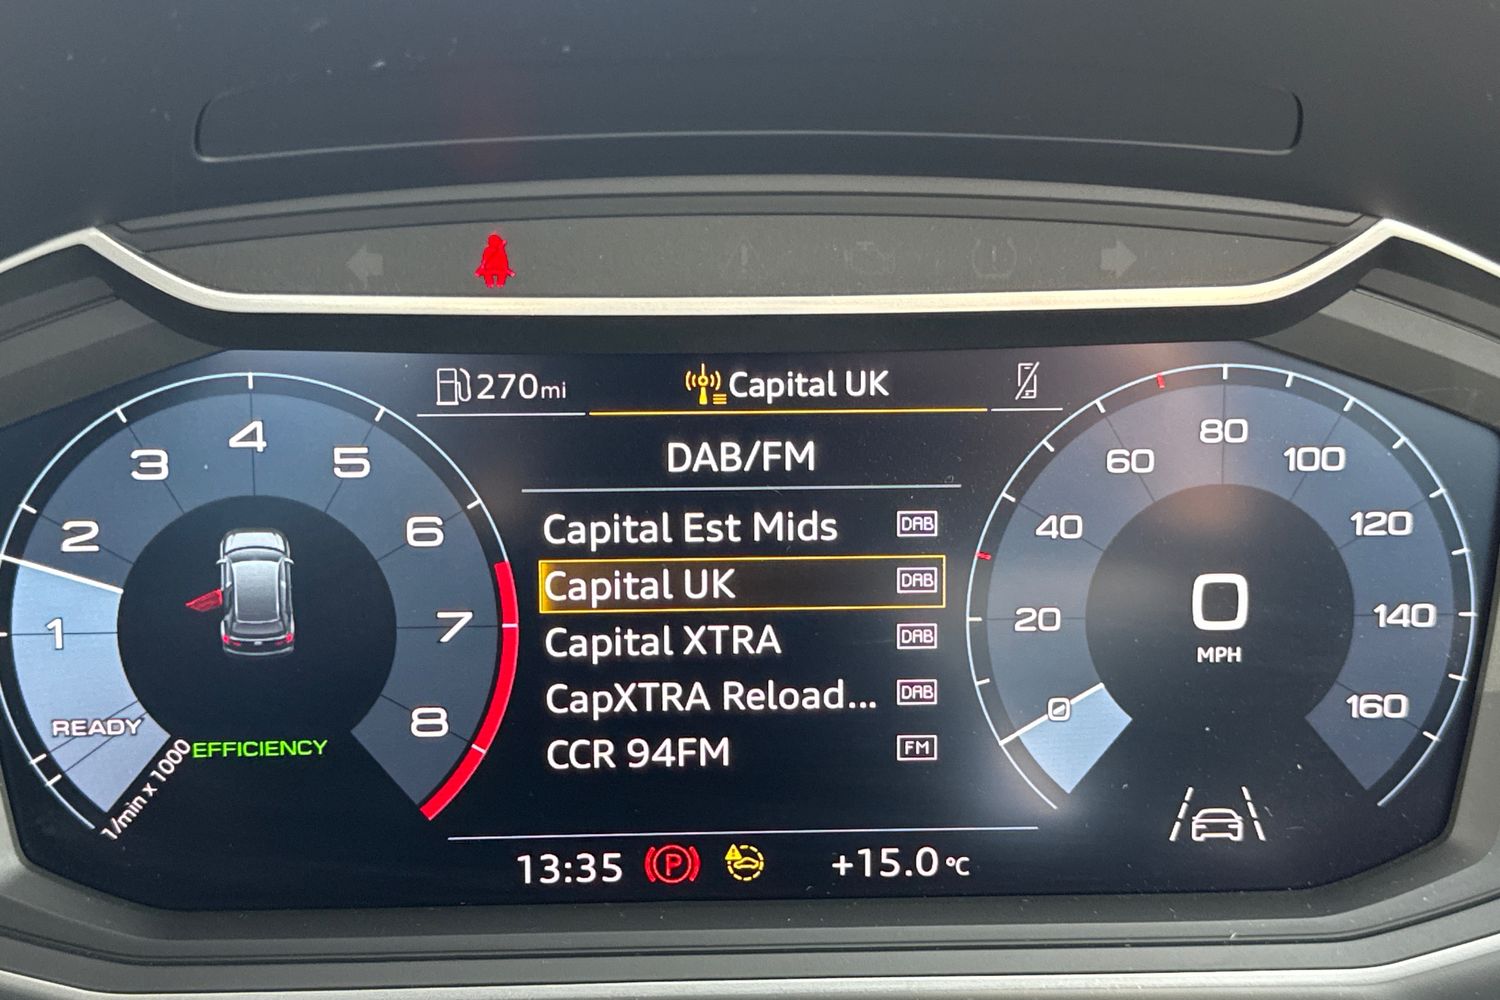 270mi
Capital UK
DAB/FM
Capital Est Mids DAB
Capital UK DAB
Capital XTRA DAB
CapXTRA Reload... DAB
CCR 94FM FM
1
2
3
4
5
6
7
8
READY
EFFICIENCY
1/min x 1000
0
20
40
60
80
100
120
140
160
0
MPH
13:35
P
+15.0 °C